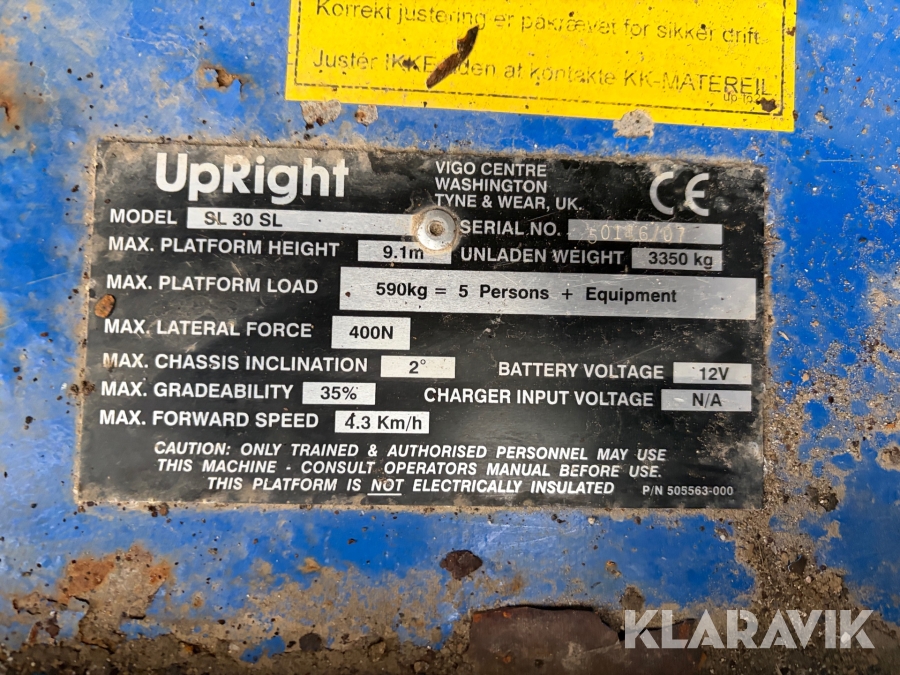 Korrekt justering er påkrævet for sikker drift.
Justér IKKE uden at kontakte KK-MATEREIL
UpRight
VIGO CENTRE
WASHINGTON
TYNE & WEAR, UK.
CE
MODEL SL 30 SL
SERIAL NO.
MAX. PLATFORM HEIGHT 9.1m
UNLADEN WEIGHT 3350 kg
MAX. PLATFORM LOAD 590kg = 5 Persons + Equipment
MAX. LATERAL FORCE 400N
MAX. CHASSIS INCLINATION 2°
BATTERY VOLTAGE 12V
MAX. GRADEABILITY 35%
CHARGER INPUT VOLTAGE N/A
MAX. FORWARD SPEED 4.3 Km/h
CAUTION: ONLY TRAINED & AUTHORISED PERSONNEL MAY USE
THIS MACHINE - CONSULT OPERATORS MANUAL BEFORE USE.
THIS PLATFORM IS NOT ELECTRICALLY INSULATED
P/N 505563-000
KLARAVIK